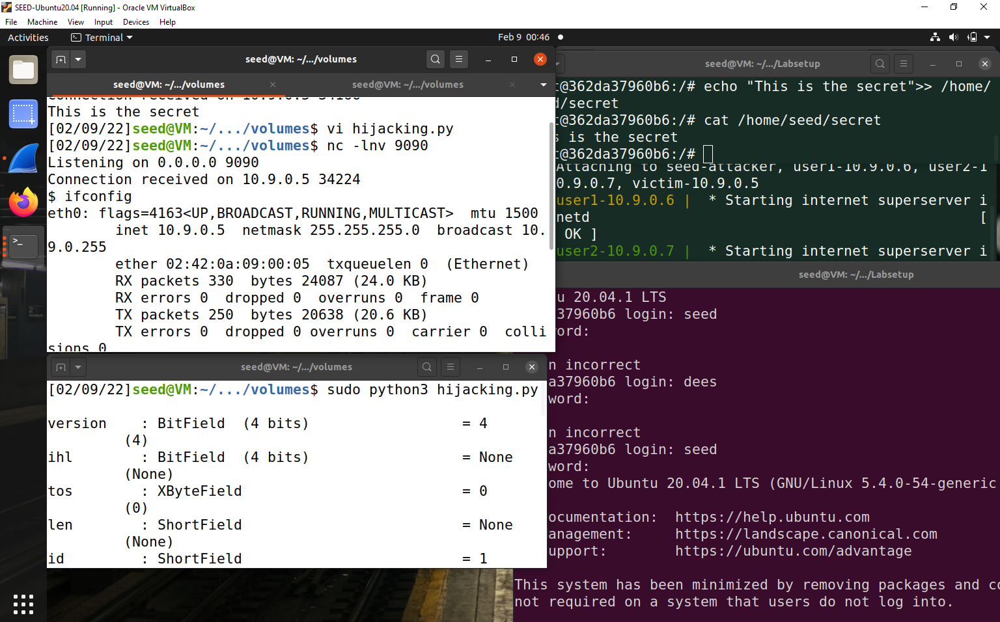 SEED-Ubuntu20.04 [Running] - Oracle VM VirtualBox
File Machine View Input Devices Help
Activities Terminal Feb 9 00:46
seed@VM: ~/.../volumes
seed@VM: ~/.../volumes × seed@VM: ~/.../volumes ×
This is the secret
[02/09/22]seed@VM:~/.../volumes$ vi hijacking.py
[02/09/22]seed@VM:~/.../volumes$ nc -lnv 9090
Listening on 0.0.0.0 9090
Connection received on 10.9.0.5 34224
$ ifconfig
eth0: flags=4163<UP,BROADCAST,RUNNING,MULTICAST>  mtu 1500
inet 10.9.0.5  netmask 255.255.255.0  broadcast 10.
9.0.255
ether 02:42:0a:09:00:05  txqueuelen 0  (Ethernet)
RX packets 330  bytes 24087 (24.0 KB)
RX errors 0  dropped 0  overruns 0  frame 0
TX packets 250  bytes 20638 (20.6 KB)
TX errors 0  dropped 0 overruns 0  carrier 0  colli
sions 0
seed@VM: ~/.../volumes
[02/09/22]seed@VM:~/.../volumes$ sudo python3 hijacking.py
version    : BitField  (4 bits)                  = 4
(4)
ihl        : BitField  (4 bits)                  = None
(None)
tos        : XByteField                          = 0
(0)
len        : ShortField                          = None
(None)
id         : ShortField                          = 1
seed@VM: ~/.../Labsetup
t@362da37960b6:/# echo "This is the secret">> /home/
d/secret
t@362da37960b6:/# cat /home/seed/secret
s is the secret
t@362da37960b6:/#
Attaching to seed-attacker, user1-10.9.0.6, user2-1
0.9.0.7, victim-10.9.0.5
user1-10.9.0.6 |  * Starting internet superserver i
netd [
OK ]
user2-10.9.0.7 |  * Starting internet superserver i
seed@VM: ~/.../Labsetup
u 20.04.1 LTS
37960b6 login: seed
ord:
n incorrect
a37960b6 login: dees
word:
n incorrect
a37960b6 login: seed
word:
ome to Ubuntu 20.04.1 LTS (GNU/Linux 5.4.0-54-generic
ocumentation:  https://help.ubuntu.com
anagement:     https://landscape.canonical.com
upport:        https://ubuntu.com/advantage
This system has been minimized by removing packages and co
not required on a system that users do not log into.